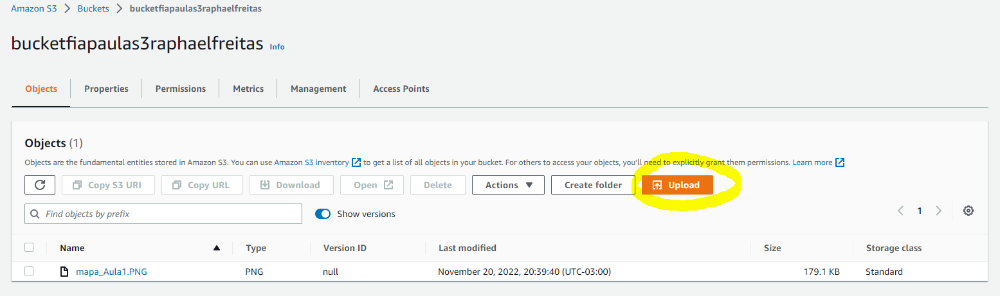 Amazon S3 > Buckets > bucketfiapaulas3raphaelfreitas
bucketfiapaulas3raphaelfreitas Info
Objects Properties Permissions Metrics Management Access Points
Objects (1)
Objects are the fundamental entities stored in Amazon S3. You can use Amazon S3 inventory to get a list of all objects in your bucket. For others to access your objects, you'll need to explicitly grant them permissions. Learn more
Copy S3 URI Copy URL Download Open Delete Actions Create folder Upload
Find objects by prefix Show versions 1
Name Type Version ID Last modified Size Storage class
mapa_Aula1.PNG PNG null November 20, 2022, 20:39:40 (UTC-03:00) 179.1 KB Standard